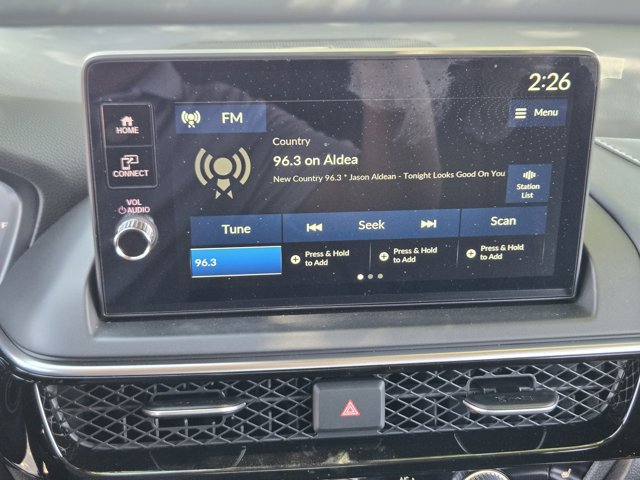 2:26
HOME
FM
Menu
CONNECT
Country
96.3 on Aldea
New Country 96.3 * Jason Aldean - Tonight Looks Good On You
Station
List
VOL
AUDIO
Tune
Seek
Scan
96.3
Press & Hold
to Add
Press & Hold
to Add
Press & Hold
to Add